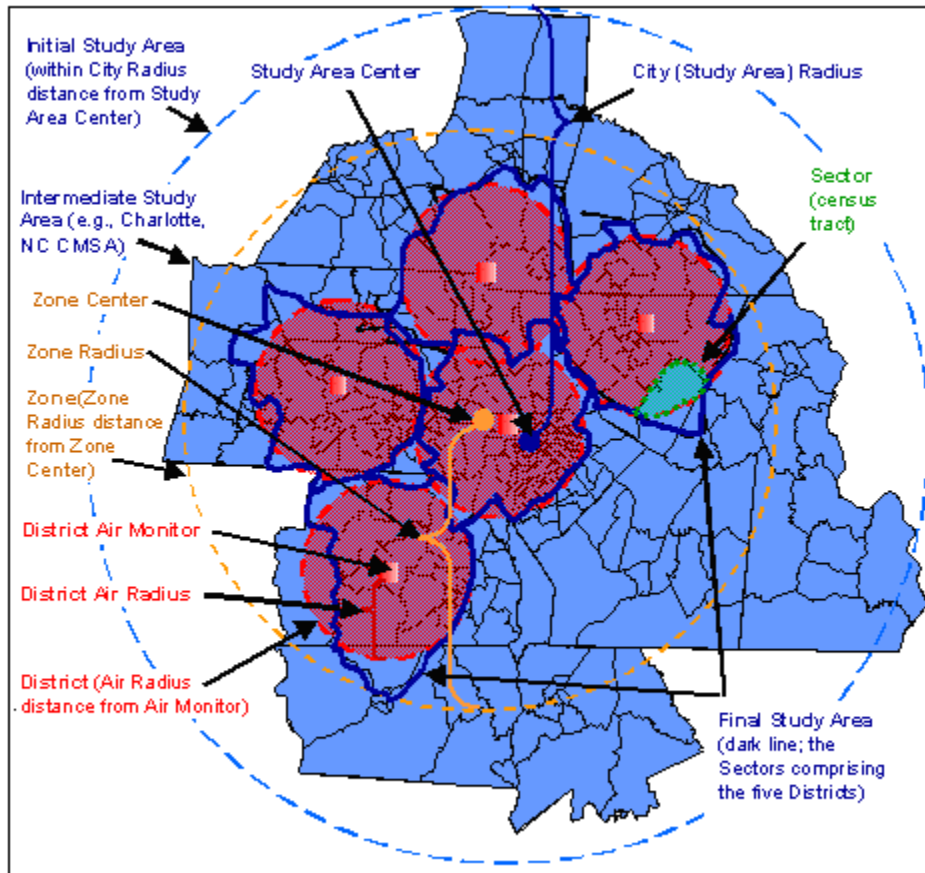 Initial Study Area
(within City Radius
distance from Study
Area Center)
Study Area Center
City (Study Area) Radius
Sector
(census
tract)
Intermediate Study
Area (e.g., Charlotte,
NC CMSA)
Zone Center
Zone Radius
Zone(Zone
Radius distance
from Zone
Center)
District Air Monitor
District Air Radius
District (Air Radius
distance from Air Monitor)
Final Study Area
(dark line; the
Sectors comprising
the five Districts)